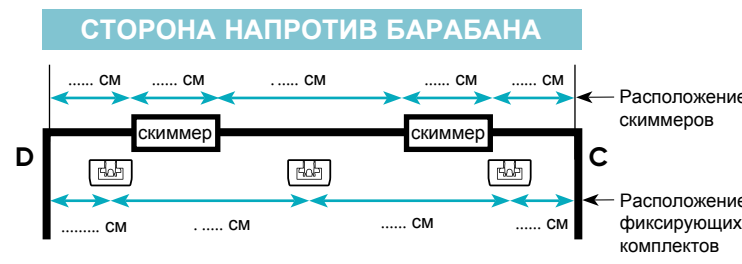 СТОРОНА НАПРОТИВ БАРАБАНА
...... см ...... см . ..... см ...... см ...... см
Расположение
скиммеров
скиммер скиммер
D C
Расположение
фиксирующих
комплектов
......... см . ..... см ...... см ...... см